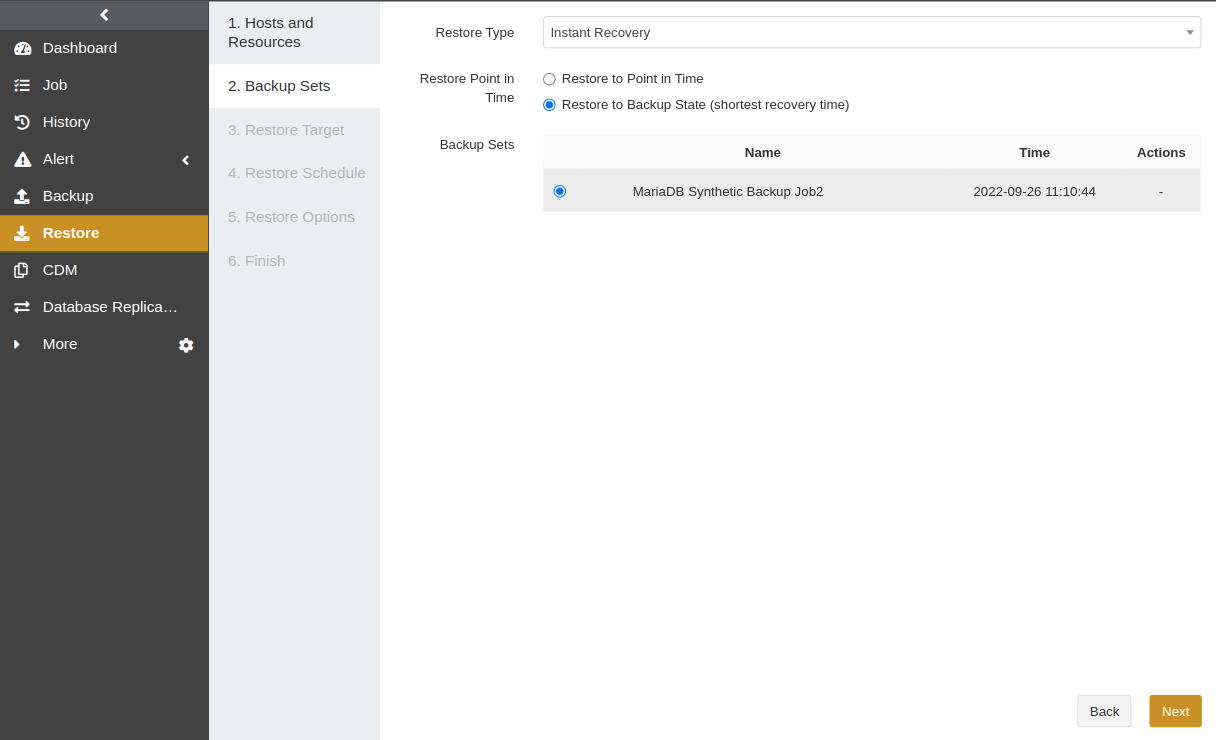 Dashboard
Job
History
Alert
Backup
Restore
CDM
Database Replica…
More
1. Hosts and
Resources
2. Backup Sets
3. Restore Target
4. Restore Schedule
5. Restore Options
6. Finish
Restore Type
Instant Recovery
Restore Point in
Time
Restore to Point in Time
Restore to Backup State (shortest recovery time)
Backup Sets
Name Time Actions
MariaDB Synthetic Backup Job2 2022-09-26 11:10:44 -
Back Next